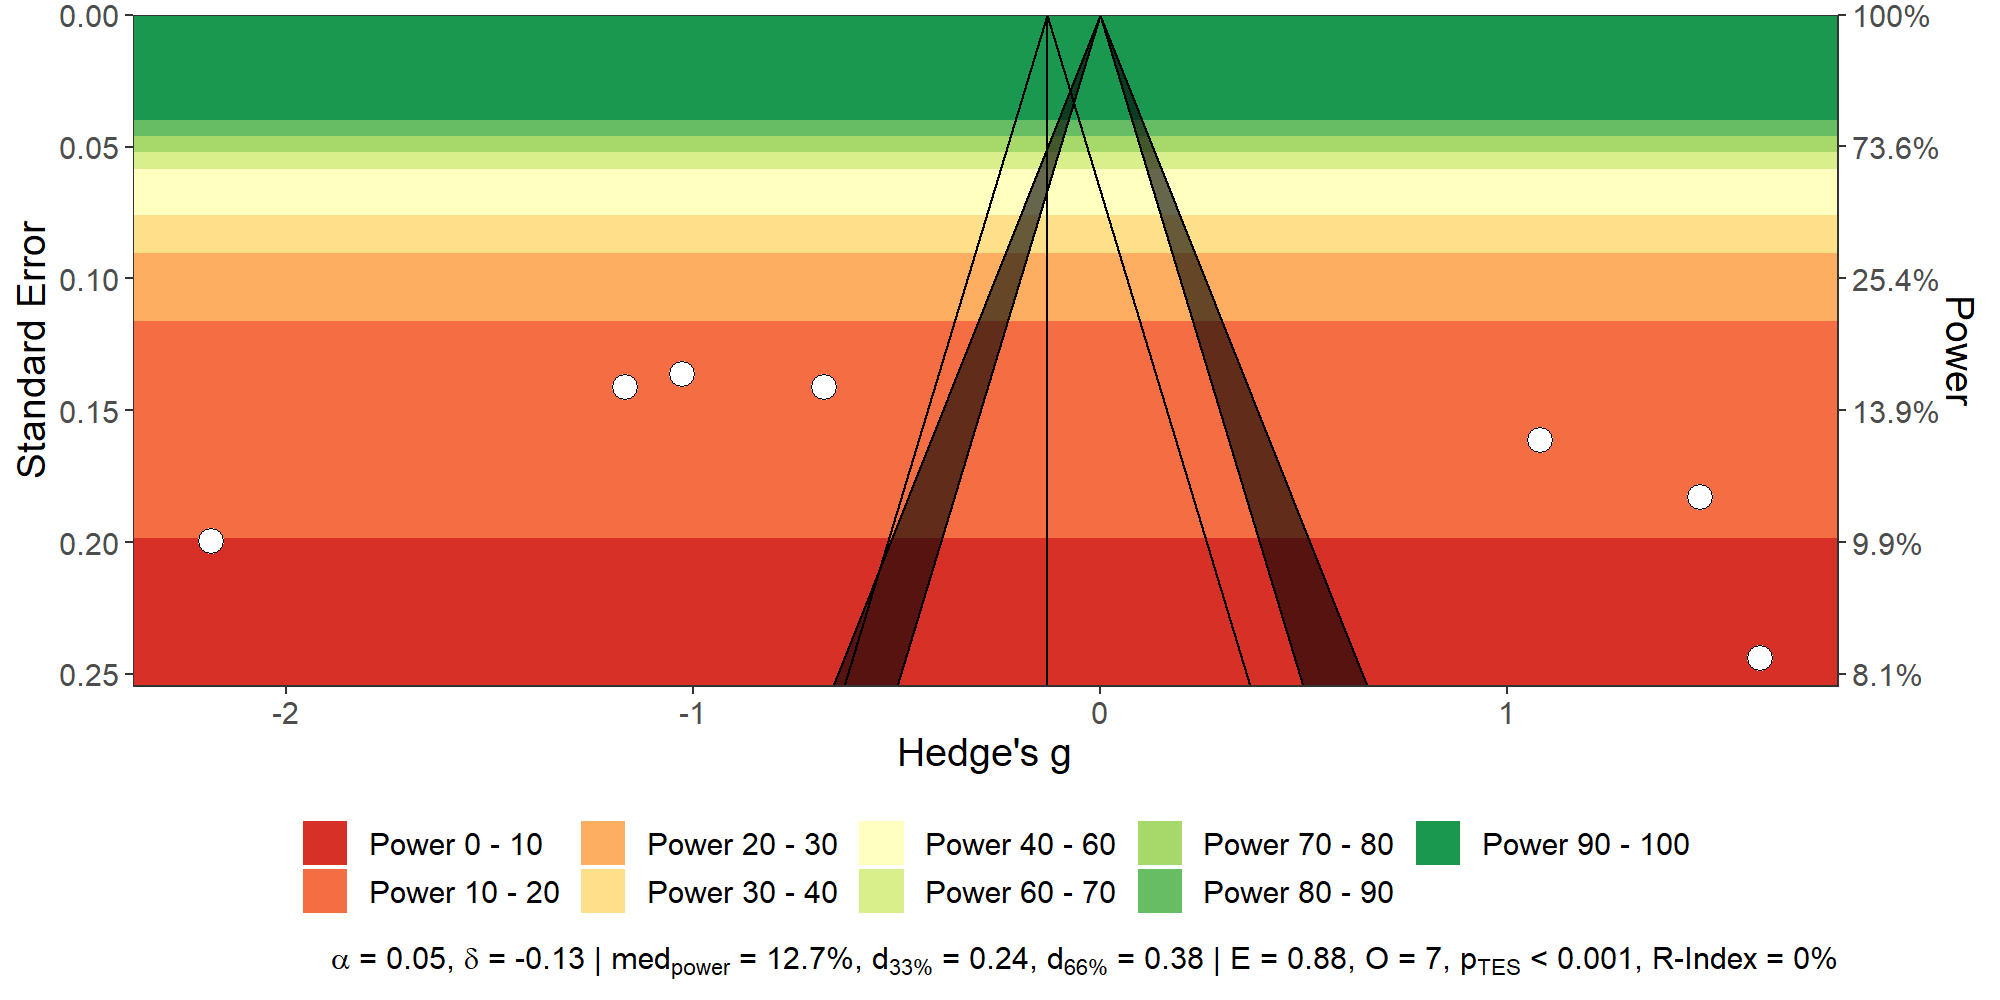 0.00
0.05
0.10
0.15
0.20
0.25
Standard Error
100%
73.6%
25.4%
13.9%
9.9%
8.1%
Power
-2
-1
0
1
Hedge's g
Power 0 - 10
Power 20 - 30
Power 40 - 60
Power 70 - 80
Power 90 - 100
Power 10 - 20
Power 30 - 40
Power 60 - 70
Power 80 - 90
α = 0.05, δ = -0.13 | medpower = 12.7%, d33% = 0.24, d66% = 0.38 | E = 0.88, O = 7, pTES < 0.001, R-Index = 0%